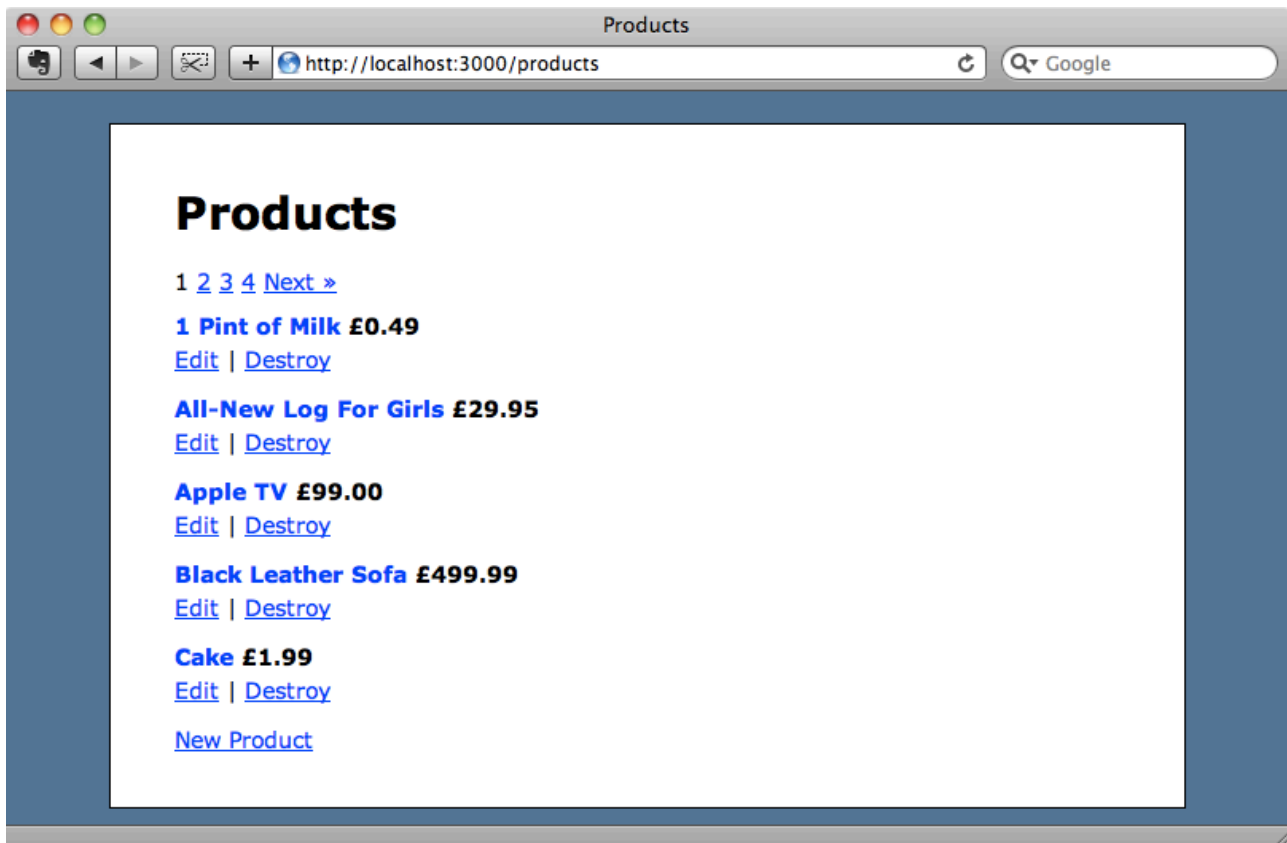 Products
http://localhost:3000/products
Google
Products
1 2 3 4 Next »
1 Pint of Milk £0.49
Edit | Destroy
All-New Log For Girls £29.95
Edit | Destroy
Apple TV £99.00
Edit | Destroy
Black Leather Sofa £499.99
Edit | Destroy
Cake £1.99
Edit | Destroy
New Product